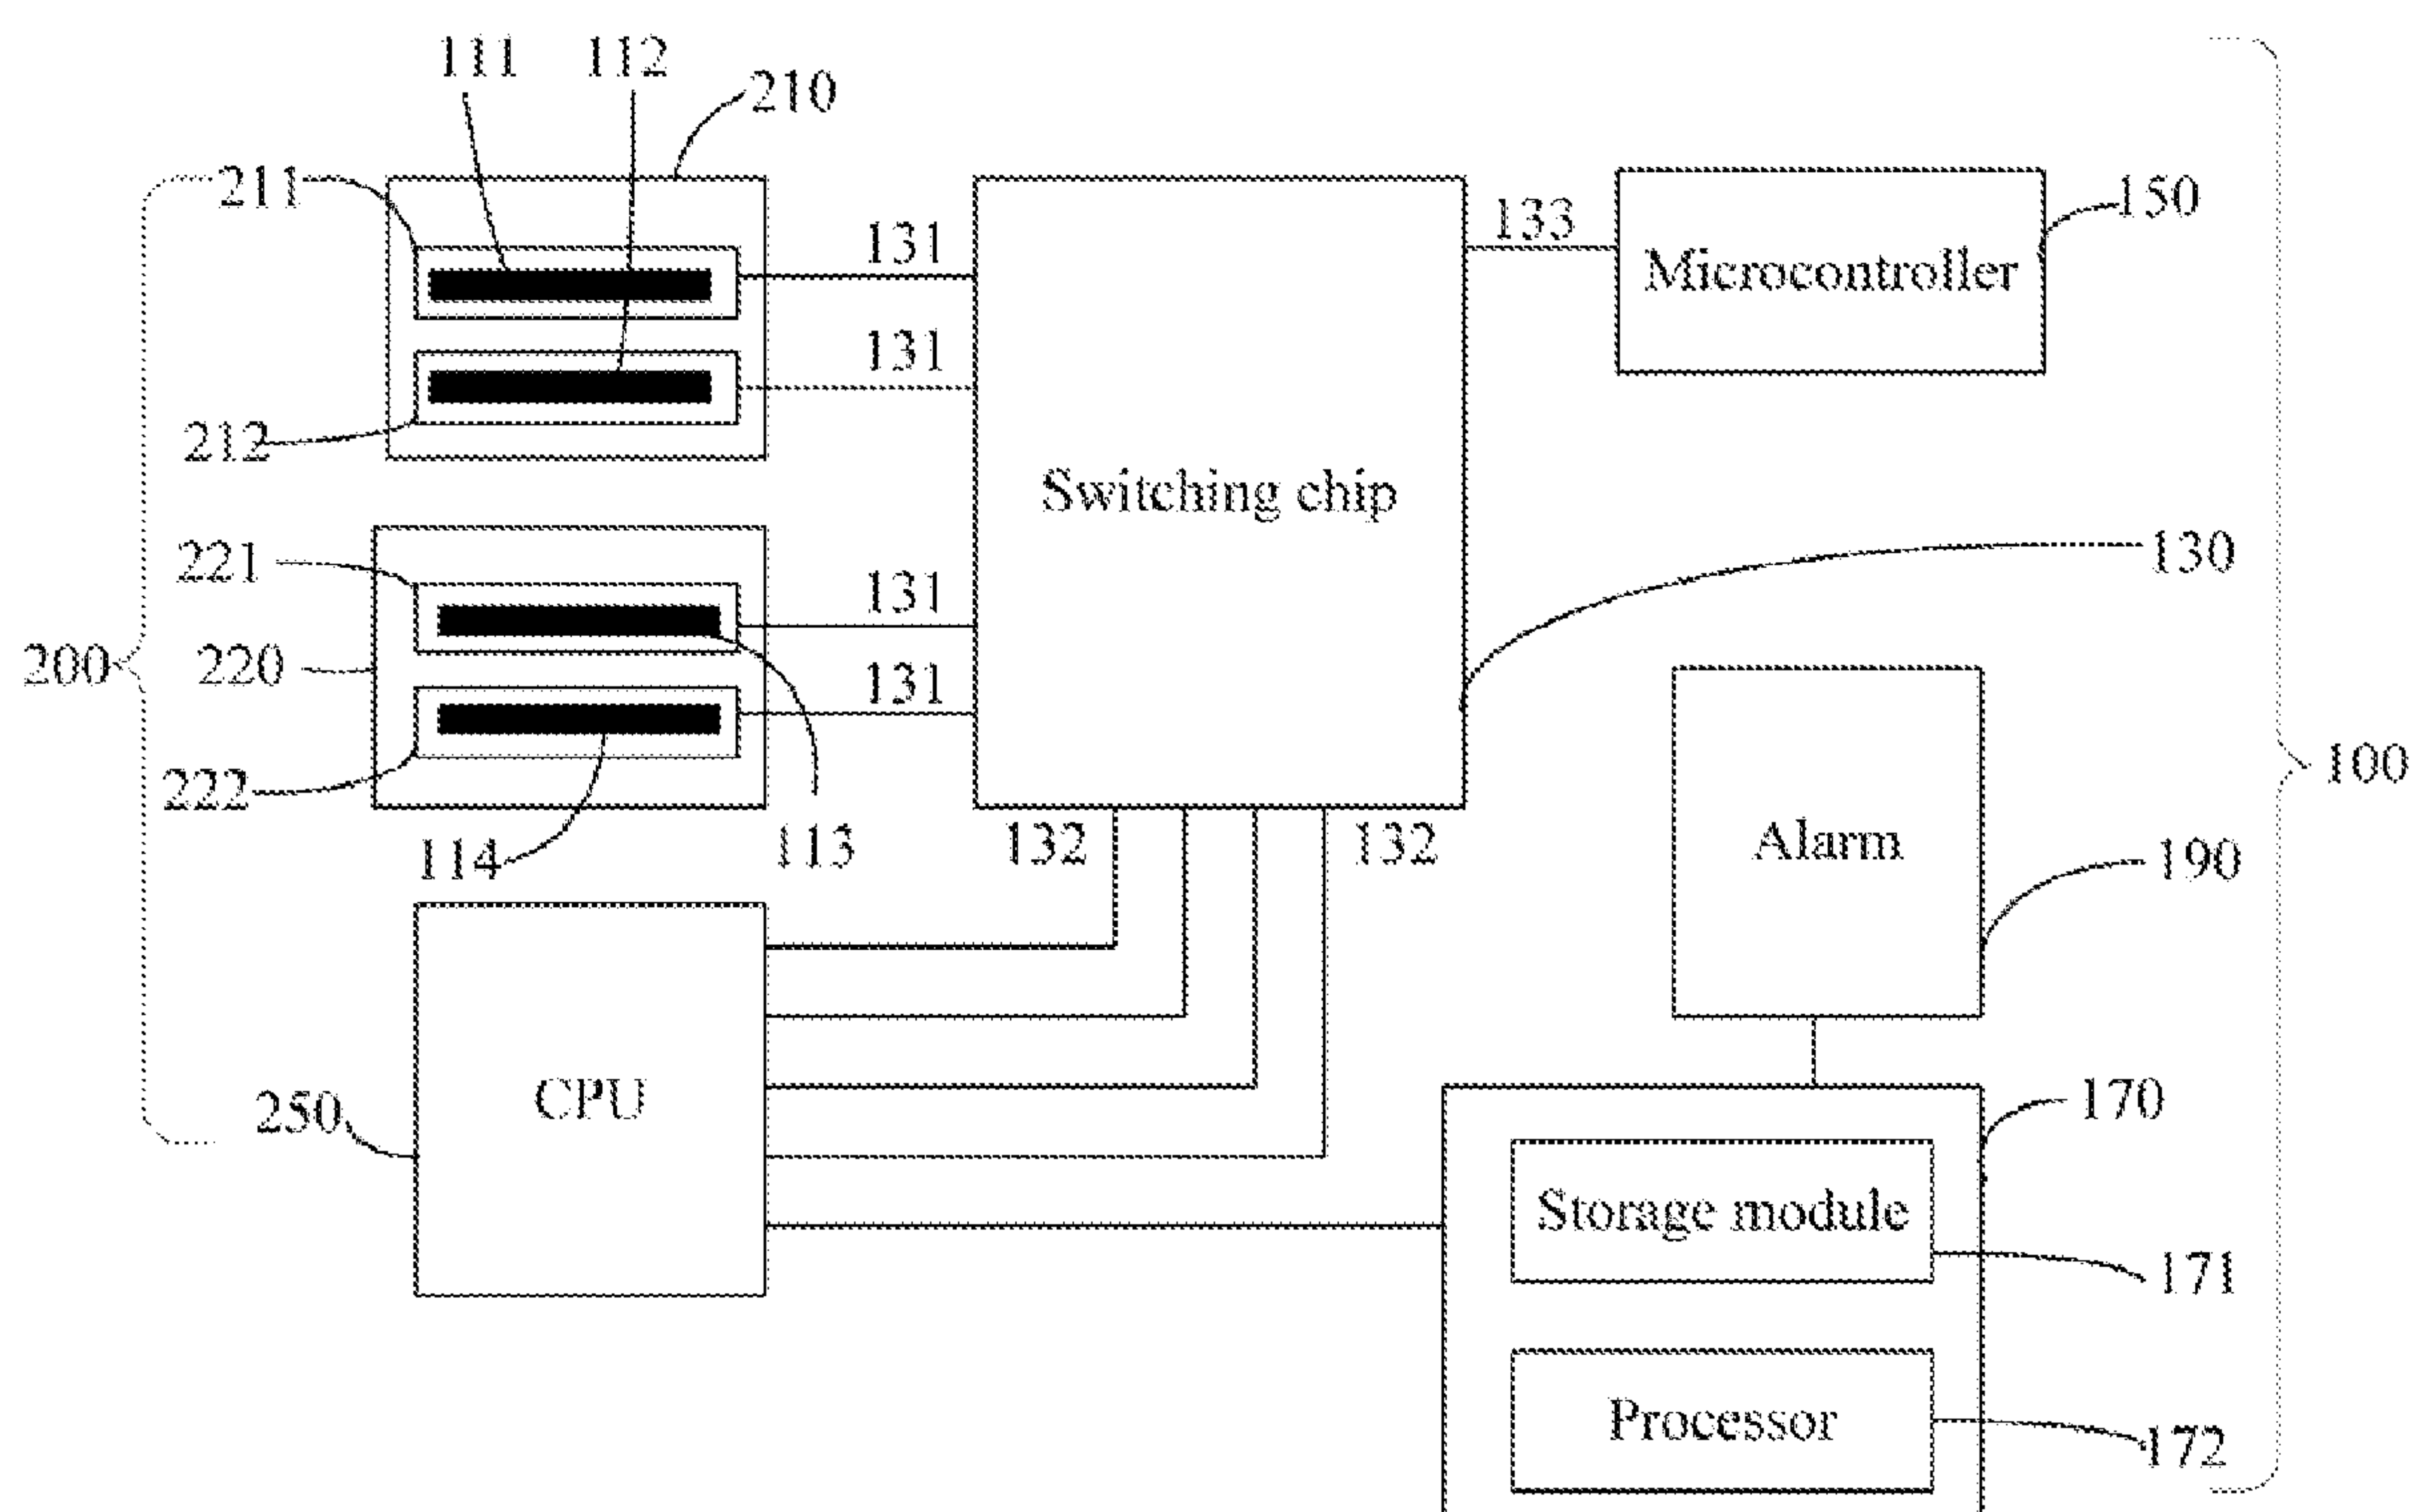 111 112
210
211
131
133
150
Microcontroller
131
212
Switching chip
221
131
130
200 220
131
222
100
114 113 132 132
Alarm
190
CPU
250
170
Storage module
171
Processor
172